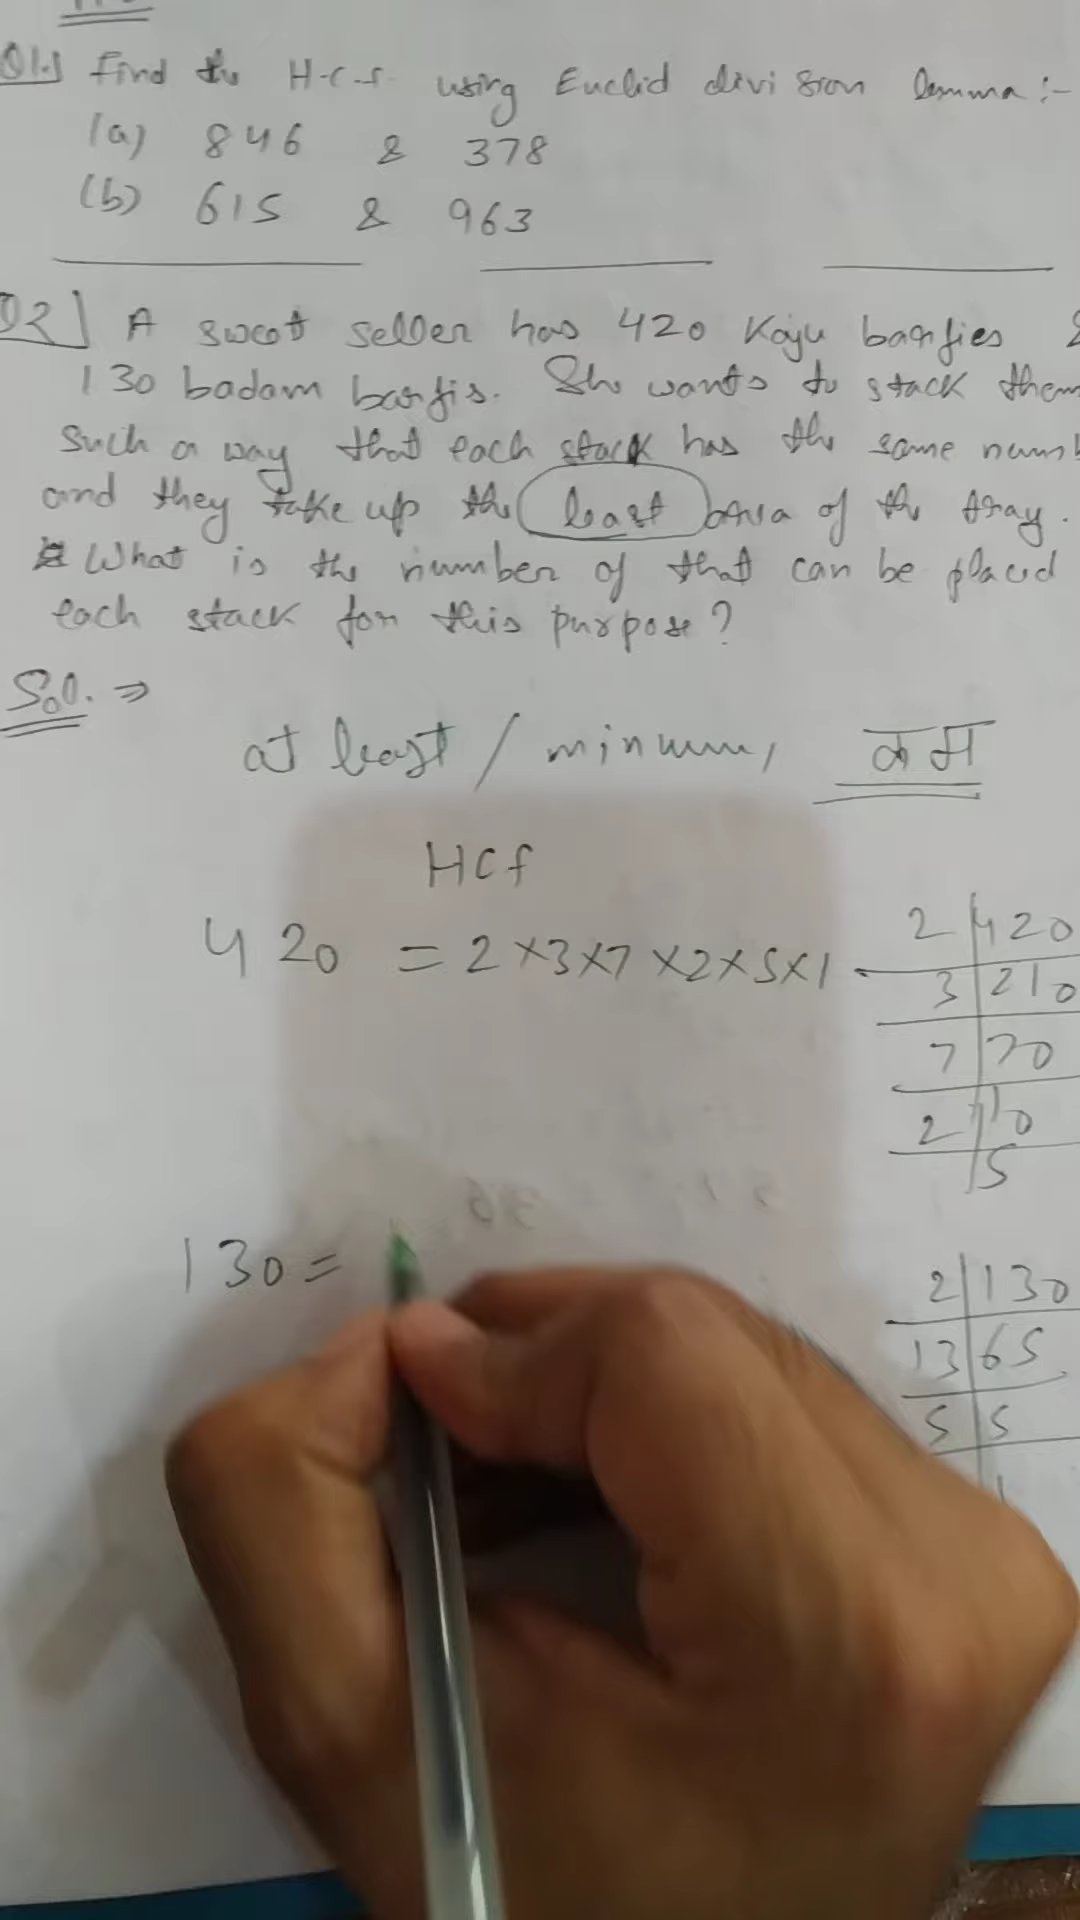 Q1.] Find the H.C.F. using Euclid division lemma :-
(a) 846 & 378
(b) 615 & 963
Q2] A sweet seller has 420 Kaju barfies &
130 badam barfis. She wants to stack them
such a way that each stack has the same numb
and they take up the least area of the tray.
What is the number of that can be placed
each stack for this purpose?
Sol. ⇒
at least / minimum, कम
HCf
420 = 2×3×7×2×5×1
2 | 420
3 | 210
7 | 70
2 | 10
5
130 =
2 | 130
13 | 65
5 | 5
1